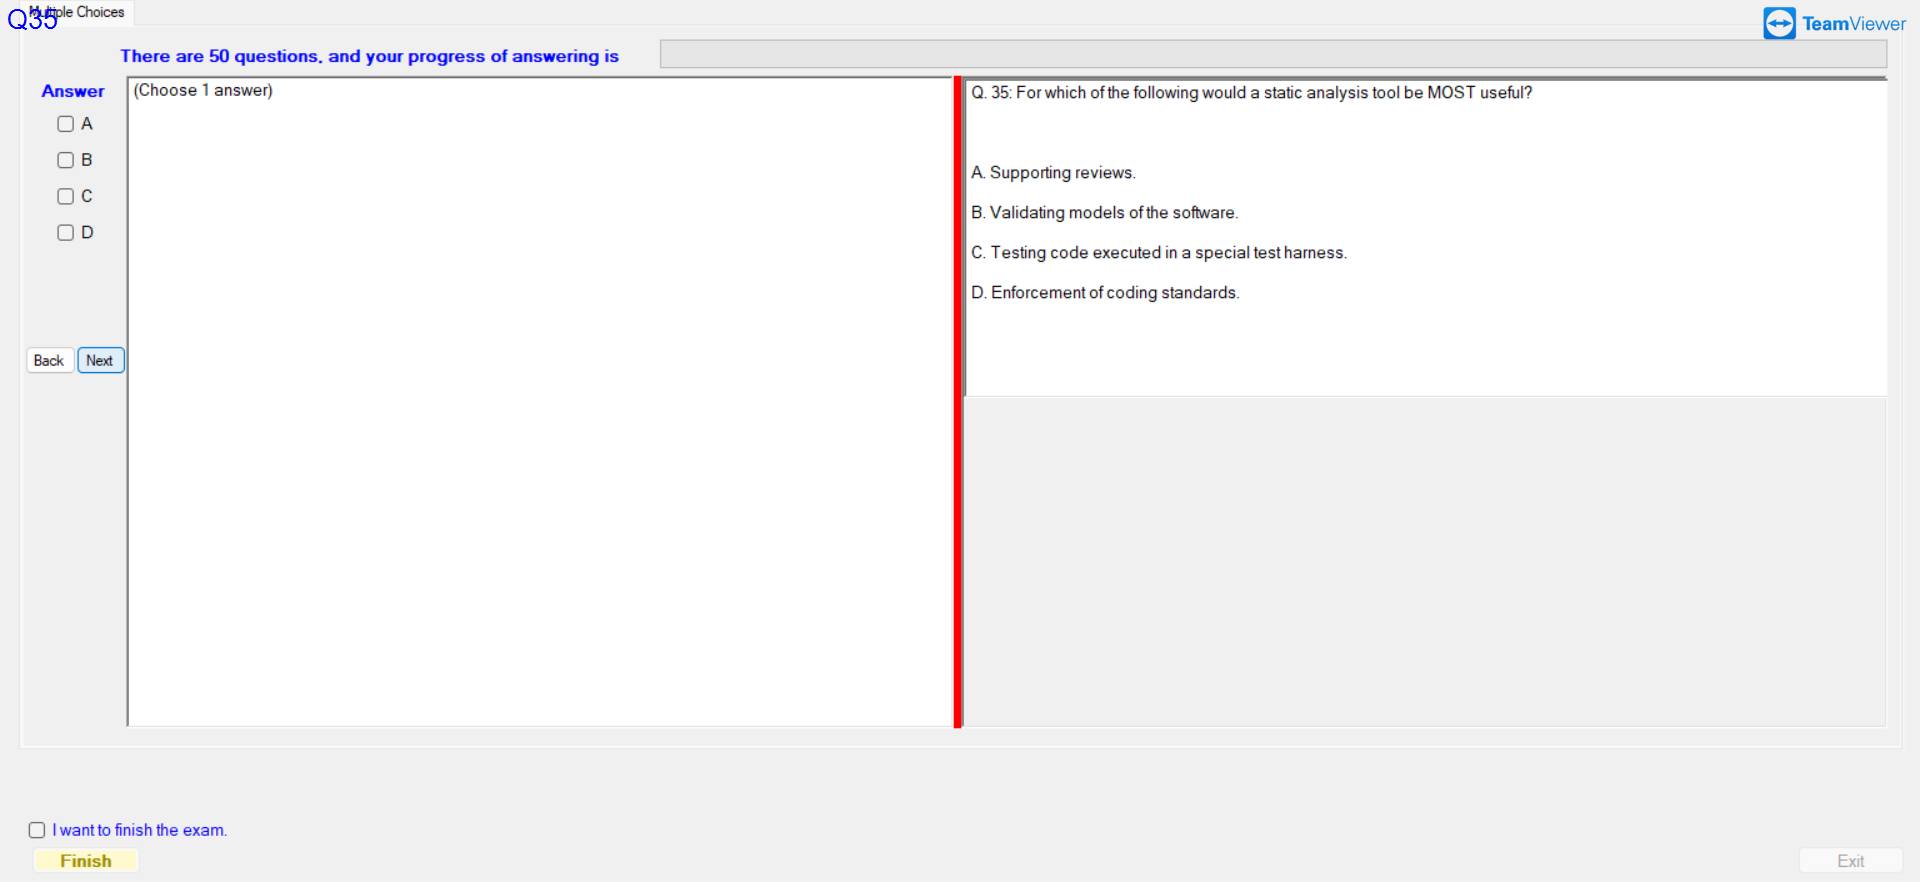 Multiple Choices
Q35
TeamViewer
There are 50 questions, and your progress of answering is
Answer
(Choose 1 answer)
A
B
C
D
Back
Next
Q. 35: For which of the following would a static analysis tool be MOST useful?
A. Supporting reviews.
B. Validating models of the software.
C. Testing code executed in a special test harness.
D. Enforcement of coding standards.
I want to finish the exam.
Finish
Exit